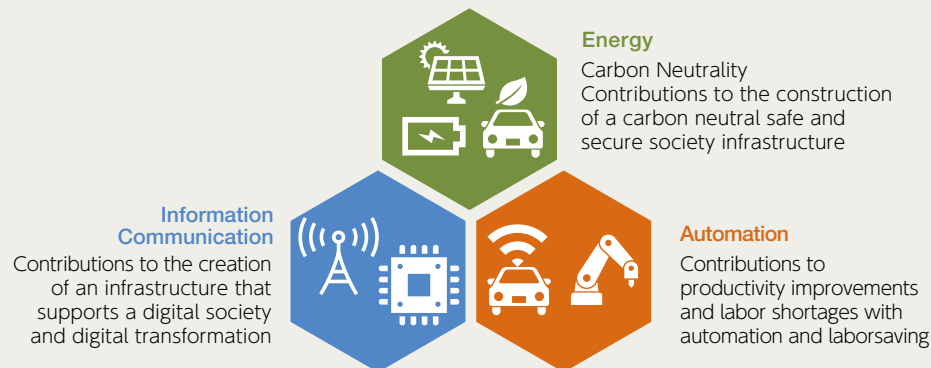 Energy
Carbon Neutrality
Contributions to the construction
of a carbon neutral safe and
secure society infrastructure
Information
Communication
Contributions to the creation
of an infrastructure that
supports a digital society
and digital transformation
Automation
Contributions to
productivity improvements
and labor shortages with
automation and laborsaving